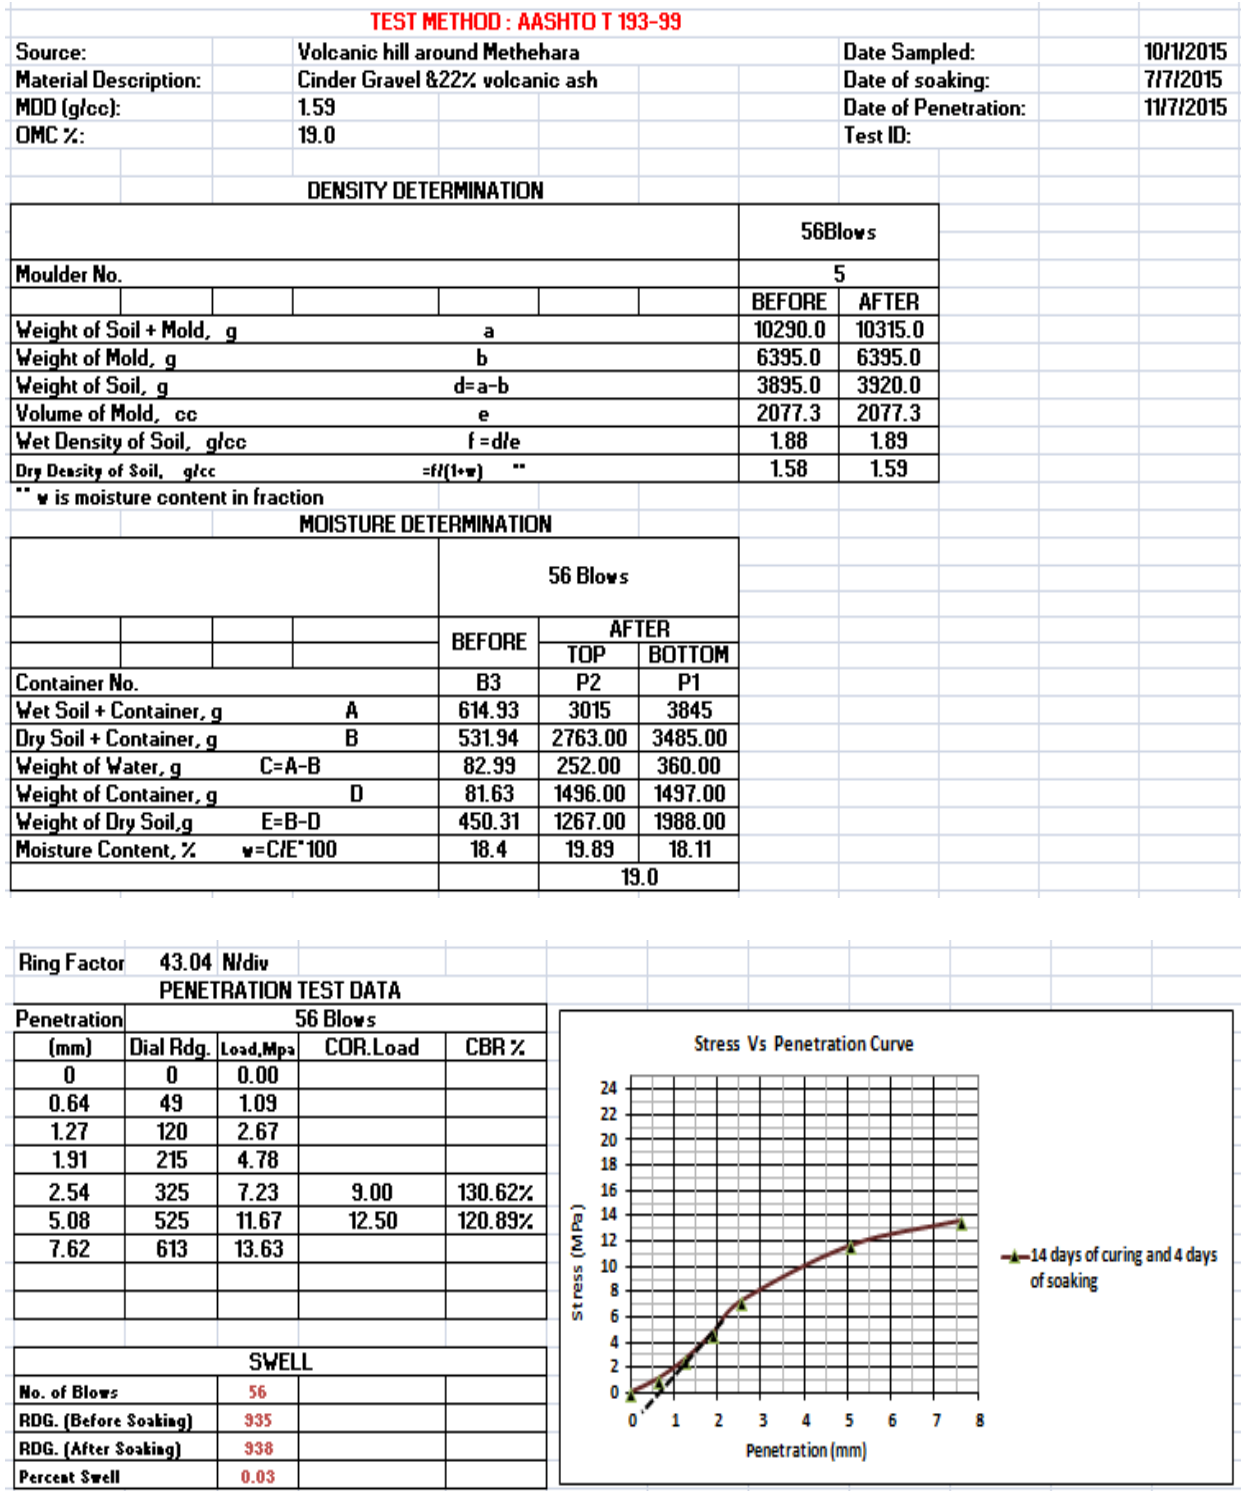 TEST METHOD : AASHTO T 193-99
Source: Volcanic hill around Methehara Date Sampled: 10/1/2015
Material Description: Cinder Gravel &22% volcanic ash Date of soaking: 7/7/2015
MDD (g/cc): 1.59 Date of Penetration: 11/7/2015
OMC %: 19.0 Test ID:
DENSITY DETERMINATION
56Blows
Moulder No. 5
BEFORE AFTER
Weight of Soil + Mold, g a 10290.0 10315.0
Weight of Mold, g b 6395.0 6395.0
Weight of Soil, g d=a-b 3895.0 3920.0
Volume of Mold, cc e 2077.3 2077.3
Wet Density of Soil, g/cc f =d/e 1.88 1.89
Dry Density of Soil, g/cc =f/(1+w) ** 1.58 1.59
** w is moisture content in fraction
MOISTURE DETERMINATION
56 Blows
BEFORE AFTER
TOP BOTTOM
Container No. B3 P2 P1
Wet Soil + Container, g A 614.93 3015 3845
Dry Soil + Container, g B 531.94 2763.00 3485.00
Weight of Water, g C=A-B 82.99 252.00 360.00
Weight of Container, g D 81.63 1496.00 1497.00
Weight of Dry Soil,g E=B-D 450.31 1267.00 1988.00
Moisture Content, % w=C/E*100 18.4 19.89 18.11
19.0
Ring Factor 43.04 N/div
PENETRATION TEST DATA
Penetration 56 Blows
(mm) Dial Rdg. Load,Mpa COR.Load CBR %
0 0 0.00
0.64 49 1.09
1.27 120 2.67
1.91 215 4.78
2.54 325 7.23 9.00 130.62%
5.08 525 11.67 12.50 120.89%
7.62 613 13.63
SWELL
No. of Blows 56
RDG. (Before Soaking) 935
RDG. (After Soaking) 938
Percent Swell 0.03
Stress Vs Penetration Curve
24
22
20
18
16
14
12
10
8
6
4
2
0
Stress (MPa)
0 1 2 3 4 5 6 7 8
Penetration (mm)
14 days of curing and 4 days
of soaking